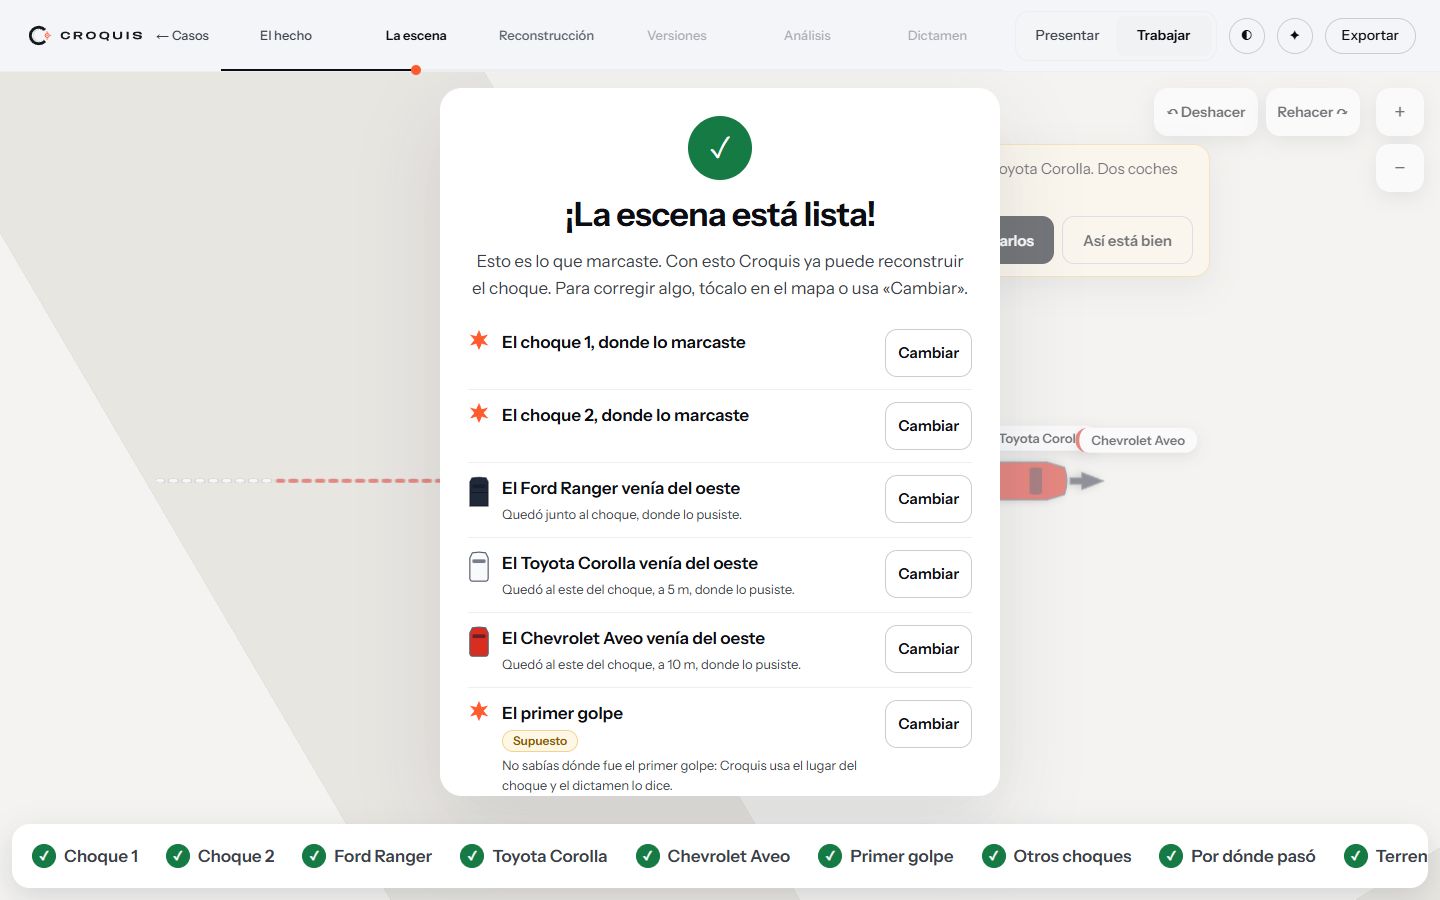 CROQUIS
← Casos
El hecho
La escena
Reconstrucción
Versiones
Análisis
Dictamen
Presentar
Trabajar
Exportar
Deshacer
Rehacer
+
−
oyota Corolla. Dos coches
arlos
Así está bien
¡La escena está lista!
Esto es lo que marcaste. Con esto Croquis ya puede reconstruir
el choque. Para corregir algo, tócalo en el mapa o usa «Cambiar».
El choque 1, donde lo marcaste
Cambiar
El choque 2, donde lo marcaste
Cambiar
Toyota Corol
Chevrolet Aveo
El Ford Ranger venía del oeste
Quedó junto al choque, donde lo pusiste.
Cambiar
El Toyota Corolla venía del oeste
Quedó al este del choque, a 5 m, donde lo pusiste.
Cambiar
El Chevrolet Aveo venía del oeste
Quedó al este del choque, a 10 m, donde lo pusiste.
Cambiar
El primer golpe
Supuesto
No sabías dónde fue el primer golpe: Croquis usa el lugar del
choque y el dictamen lo dice.
Cambiar
Choque 1
Choque 2
Ford Ranger
Toyota Corolla
Chevrolet Aveo
Primer golpe
Otros choques
Por dónde pasó
Terren